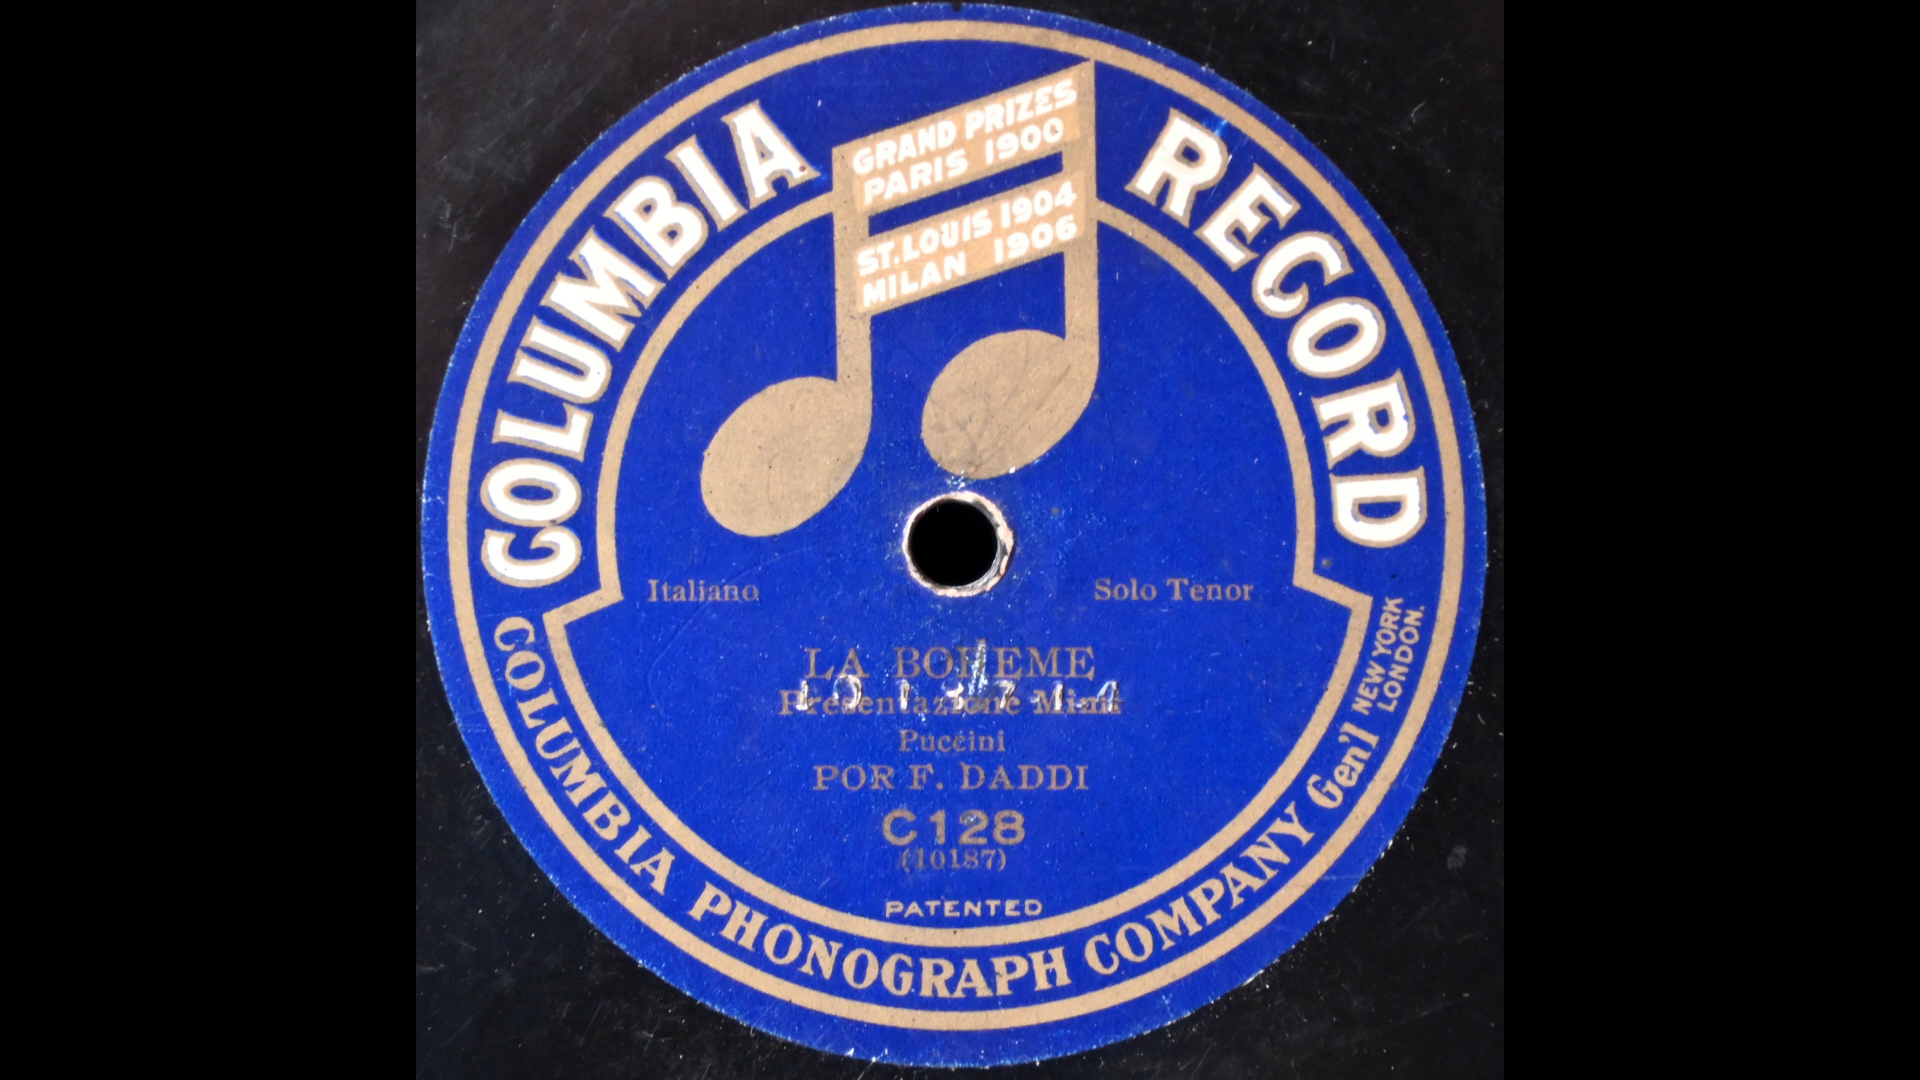 COLUMBIA RECORD
GRAND PRIZES
PARIS 1900
ST. LOUIS 1904
MILAN 1906
Italiano
Solo Tenor
LA BOHEME
Presentazione Mimi
Puccini
POR F. DADDI
C128
(10187)
PATENTED
COLUMBIA PHONOGRAPH COMPANY Gen'l NEW YORK
LONDON.